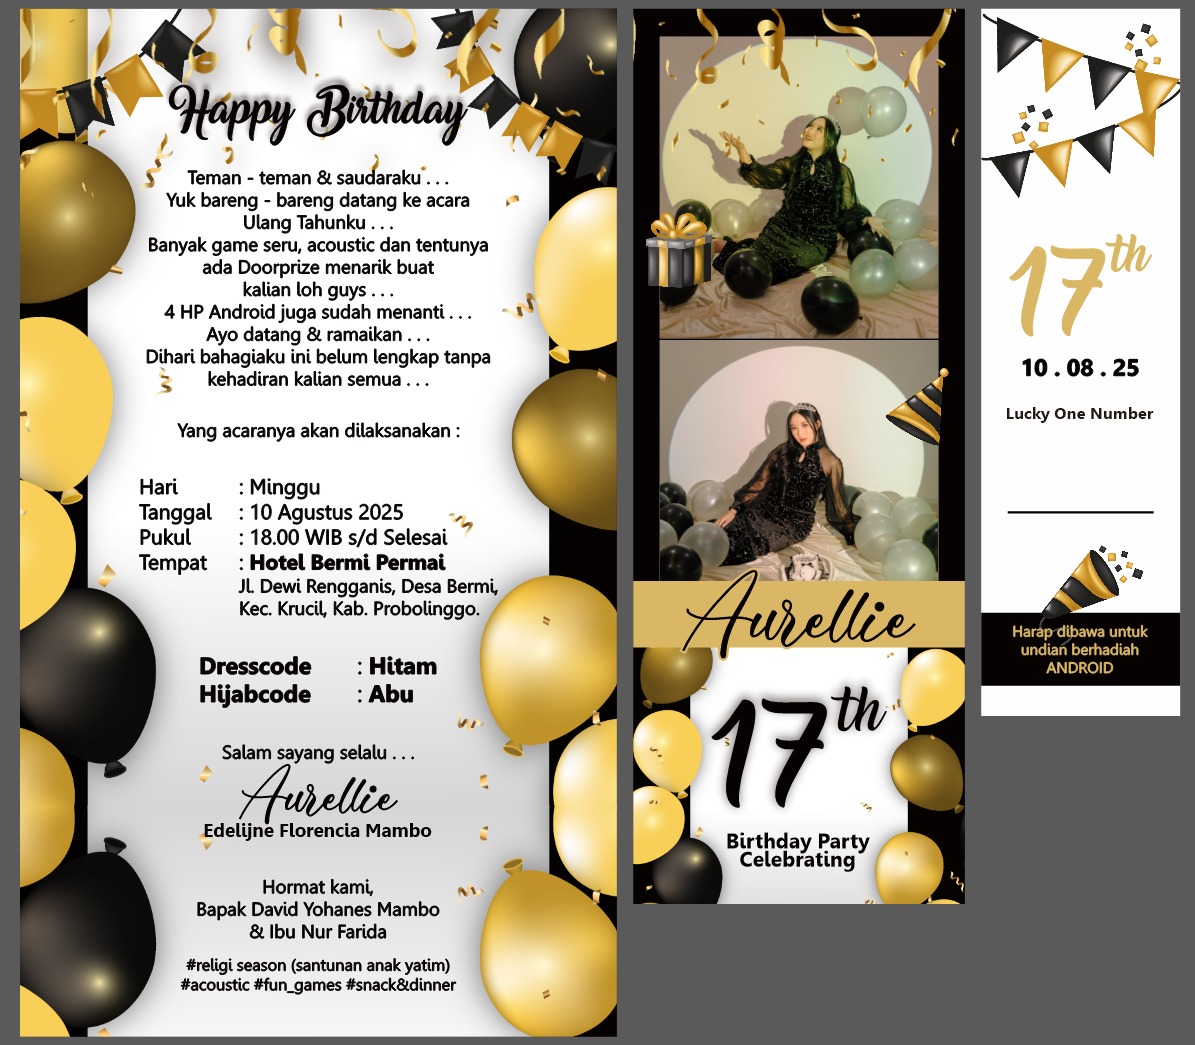 Happy Birthday
Teman - teman & saudaraku . . .
Yuk bareng - bareng datang ke acara
Ulang Tahunku . . .
Banyak game seru, acoustic dan tentunya
ada Doorprize menarik buat
kalian loh guys . . .
4 HP Android juga sudah menanti . . .
Ayo datang & ramaikan . . .
Dihari bahagiaku ini belum lengkap tanpa
kehadiran kalian semua . . .
Yang acaranya akan dilaksanakan :
Hari : Minggu
Tanggal : 10 Agustus 2025
Pukul : 18.00 WIB s/d Selesai
Tempat : Hotel Bermi Permai
Jl. Dewi Rengganis, Desa Bermi,
Kec. Krucil, Kab. Probolinggo.
Dresscode : Hitam
Hijabcode : Abu
Salam sayang selalu . . .
Aurellie
Edelijne Florencia Mambo
Hormat kami,
Bapak David Yohanes Mambo
& Ibu Nur Farida
#religi season (santunan anak yatim)
#acoustic #fun_games #snack&dinner
Aurellie
17th
Birthday Party
Celebrating
17th
10 . 08 . 25
Lucky One Number
Harap dibawa untuk
undian berhadiah
ANDROID